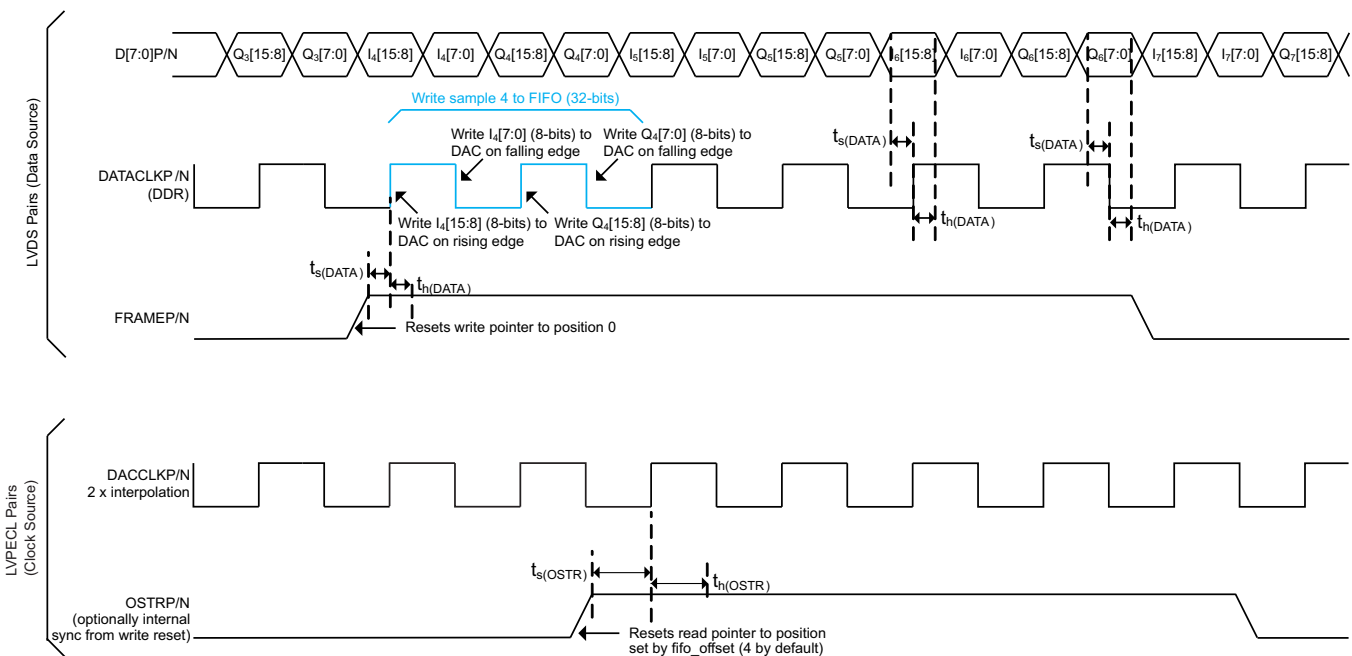 LVDS Pairs (Data Source)
D[7:0]P/N
Q₃[15:8] Q₃[7:0] I₄[15:8] I₄[7:0] Q₄[15:8] Q₄[7:0] I₅[15:8] I₅[7:0] Q₅[15:8] Q₅[7:0] I₆[15:8] I₆[7:0] Q₆[15:8] Q₆[7:0] I₇[15:8] I₇[7:0] Q₇[15:8]
Write sample 4 to FIFO (32-bits)
Write I₄[7:0] (8-bits) to
DAC on falling edge
Write Q₄[7:0] (8-bits) to
DAC on falling edge
ts(DATA)
ts(DATA)
DATACLKP/N
(DDR)
Write I₄[15:8] (8-bits) to
DAC on rising edge
Write Q₄[15:8] (8-bits) to
DAC on rising edge
th(DATA)
th(DATA)
ts(DATA)
th(DATA)
FRAMEP/N
Resets write pointer to position 0
LVPECL Pairs
(Clock Source)
DACCLKP/N
2 x interpolation
ts(OSTR)
th(OSTR)
OSTRP/N
(optionally internal
sync from write reset)
Resets read pointer to position
set by fifo_offset (4 by default)